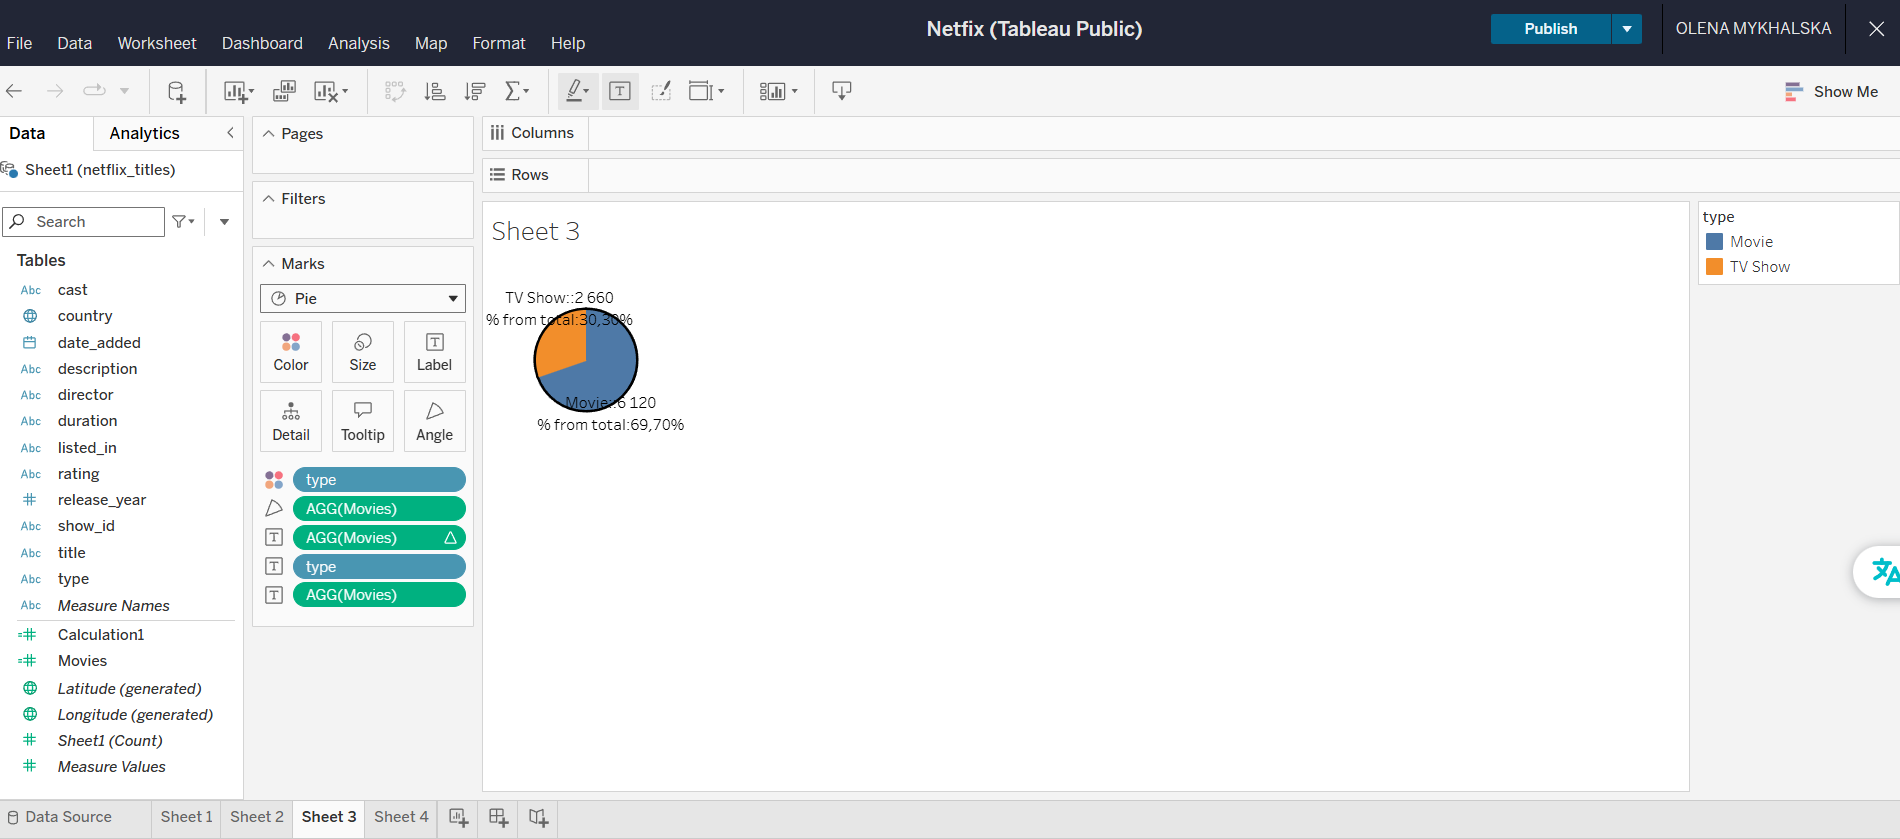 Netfix (Tableau Public)
Publish
OLENA MYKHALSKA
File Data Worksheet Dashboard Analysis Map Format Help
Show Me
Data Analytics
Sheet1 (netflix_titles)
Search
Tables
Abc cast
country
date_added
Abc description
Abc director
Abc duration
Abc listed_in
Abc rating
release_year
Abc show_id
Abc title
Abc type
Abc Measure Names
Calculation1
Movies
Latitude (generated)
Longitude (generated)
Sheet1 (Count)
Measure Values
Pages
Filters
Marks
Pie
Color Size Label
Detail Tooltip Angle
type
AGG(Movies)
AGG(Movies)
type
AGG(Movies)
Columns
Rows
Sheet 3
TV Show::2 660
% from total:30,30%
Movie::6 120
% from total:69,70%
type
Movie
TV Show
Data Source Sheet 1 Sheet 2 Sheet 3 Sheet 4